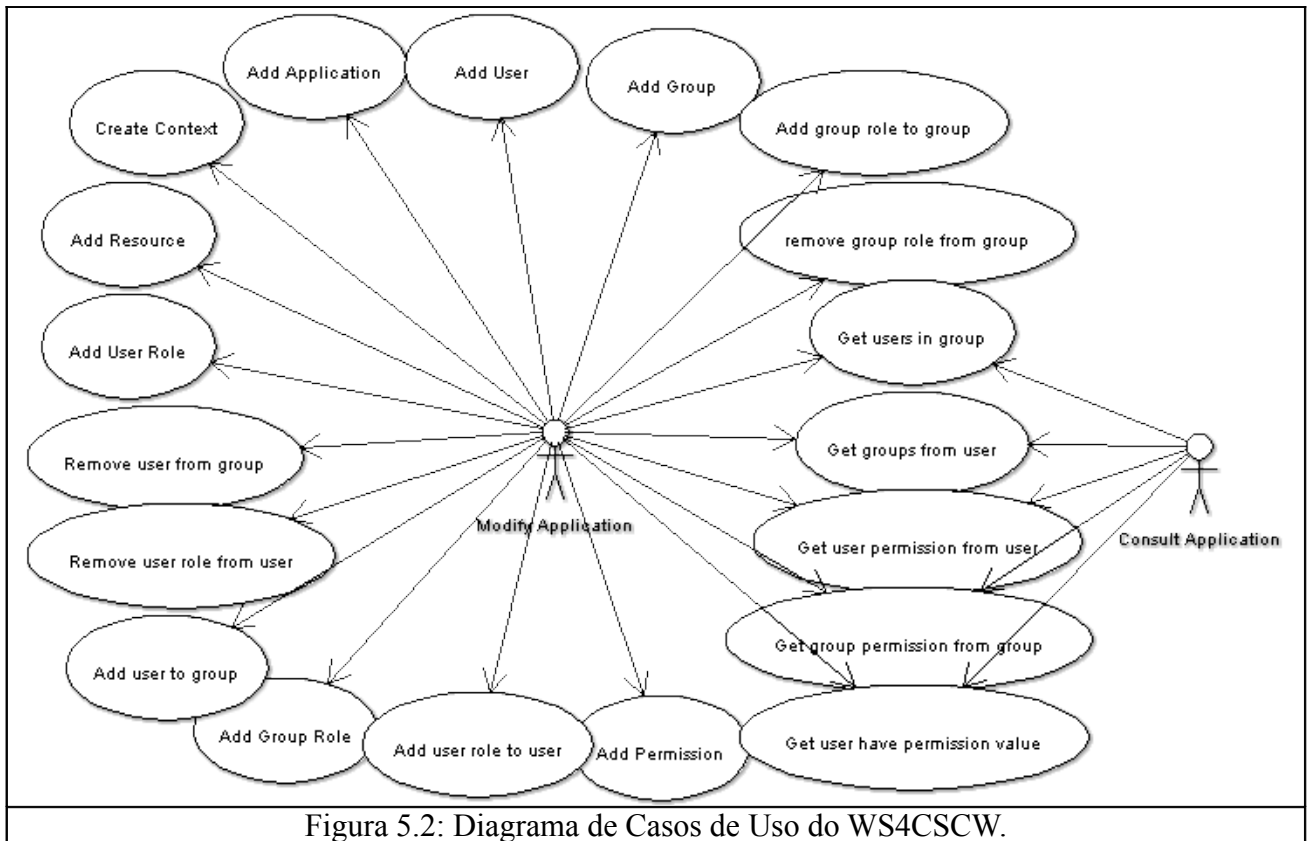 Add Application
Add User
Add Group
Create Context
Add group role to group
Add Resource
remove group role from group
Add User Role
Get users in group
Remove user from group
Get groups from user
Modify Application
Consult Application
Remove user role from user
Get user permission from user
Add user to group
Get group permission from group
Add Group Role
Add user role to user
Add Permission
Get user have permission value
Figura 5.2: Diagrama de Casos de Uso do WS4CSCW.